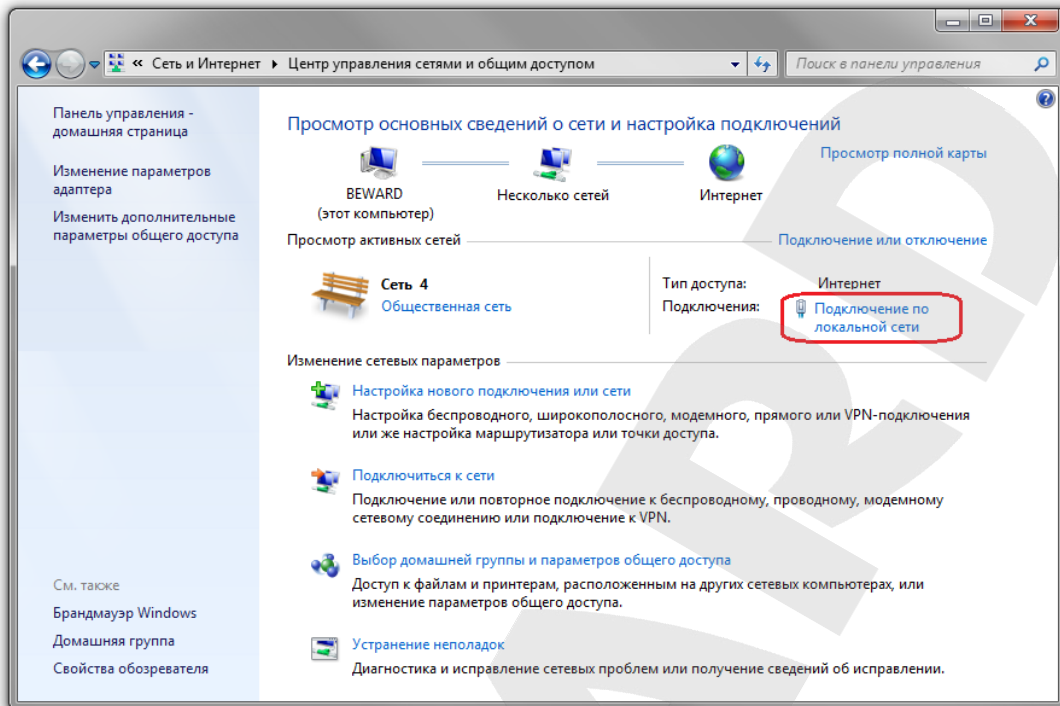 « Сеть и Интернет ▸ Центр управления сетями и общим доступом
Поиск в панели управления
Панель управления -
домашняя страница
Изменение параметров
адаптера
Изменить дополнительные
параметры общего доступа
Просмотр основных сведений о сети и настройка подключений
Просмотр полной карты
BEWARD
(этот компьютер)
Несколько сетей
Интернет
Просмотр активных сетей
Подключение или отключение
Сеть 4
Общественная сеть
Тип доступа: Интернет
Подключения: Подключение по
локальной сети
Изменение сетевых параметров
Настройка нового подключения или сети
Настройка беспроводного, широкополосного, модемного, прямого или VPN-подключения
или же настройка маршрутизатора или точки доступа.
Подключиться к сети
Подключение или повторное подключение к беспроводному, проводному, модемному
сетевому соединению или подключение к VPN.
Выбор домашней группы и параметров общего доступа
Доступ к файлам и принтерам, расположенным на других сетевых компьютерах, или
изменение параметров общего доступа.
Устранение неполадок
Диагностика и исправление сетевых проблем или получение сведений об исправлении.
См. также
Брандмауэр Windows
Домашняя группа
Свойства обозревателя